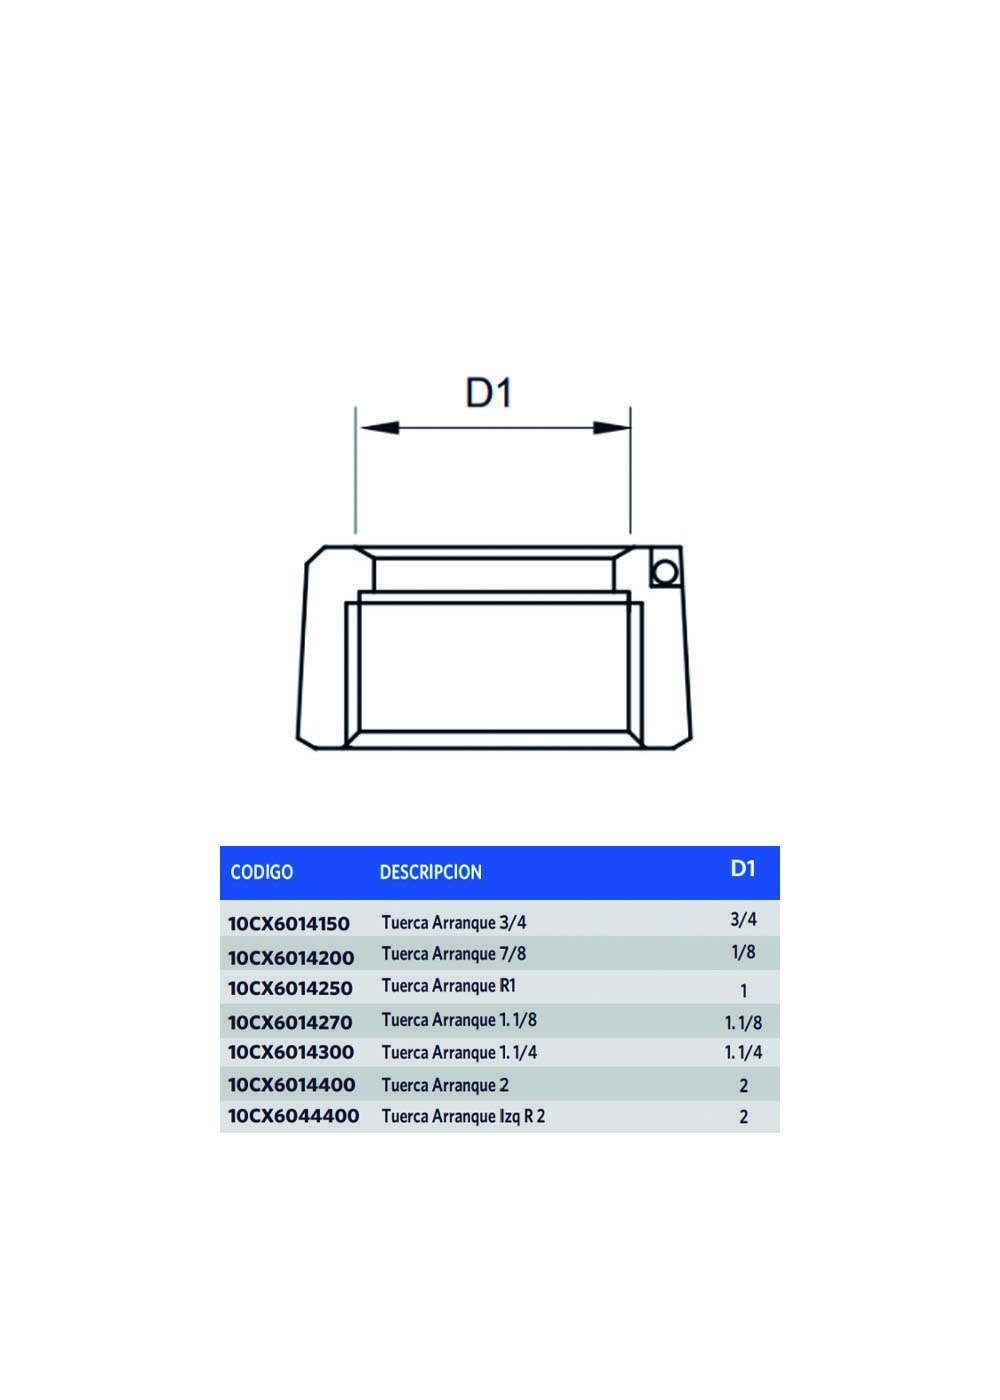 D1
CODIGO DESCRIPCION D1
10CX6014150 Tuerca Arranque 3/4 3/4
10CX6014200 Tuerca Arranque 7/8 1/8
10CX6014250 Tuerca Arranque R1 1
10CX6014270 Tuerca Arranque 1. 1/8 1. 1/8
10CX6014300 Tuerca Arranque 1. 1/4 1. 1/4
10CX6014400 Tuerca Arranque 2 2
10CX6044400 Tuerca Arranque Izq R 2 2